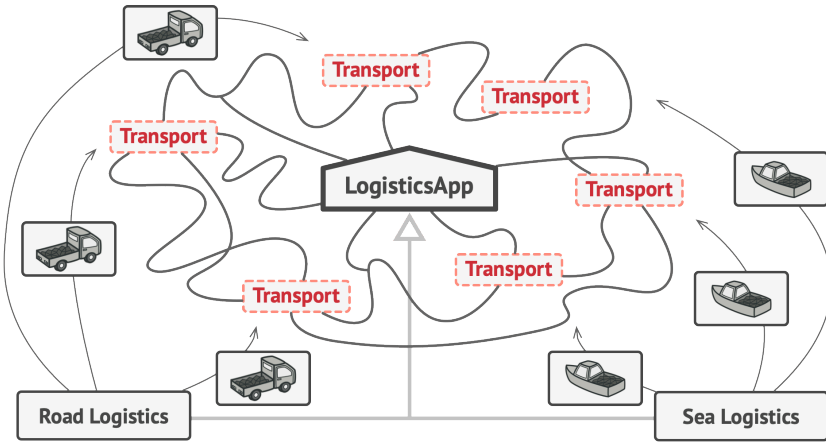 Transport
Transport
Transport
LogisticsApp
Transport
Transport
Transport
Road Logistics
Sea Logistics